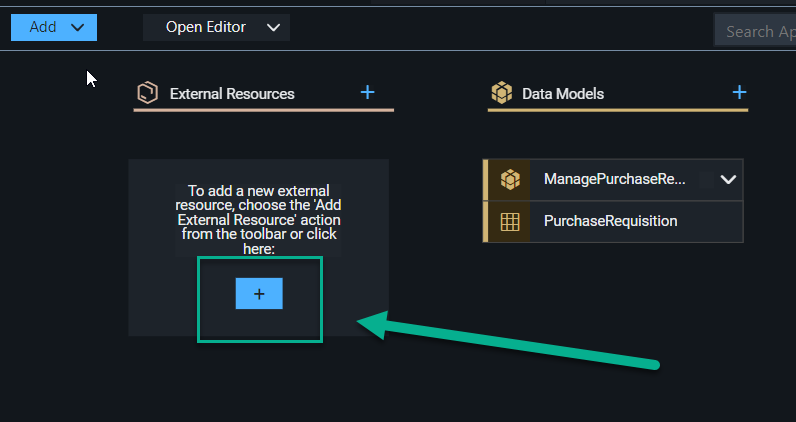 Add
Open Editor
Search Ap
External Resources +
Data Models +
To add a new external
resource, choose the 'Add
External Resource' action
from the toolbar or click
here:
+
ManagePurchaseRe...
PurchaseRequisition